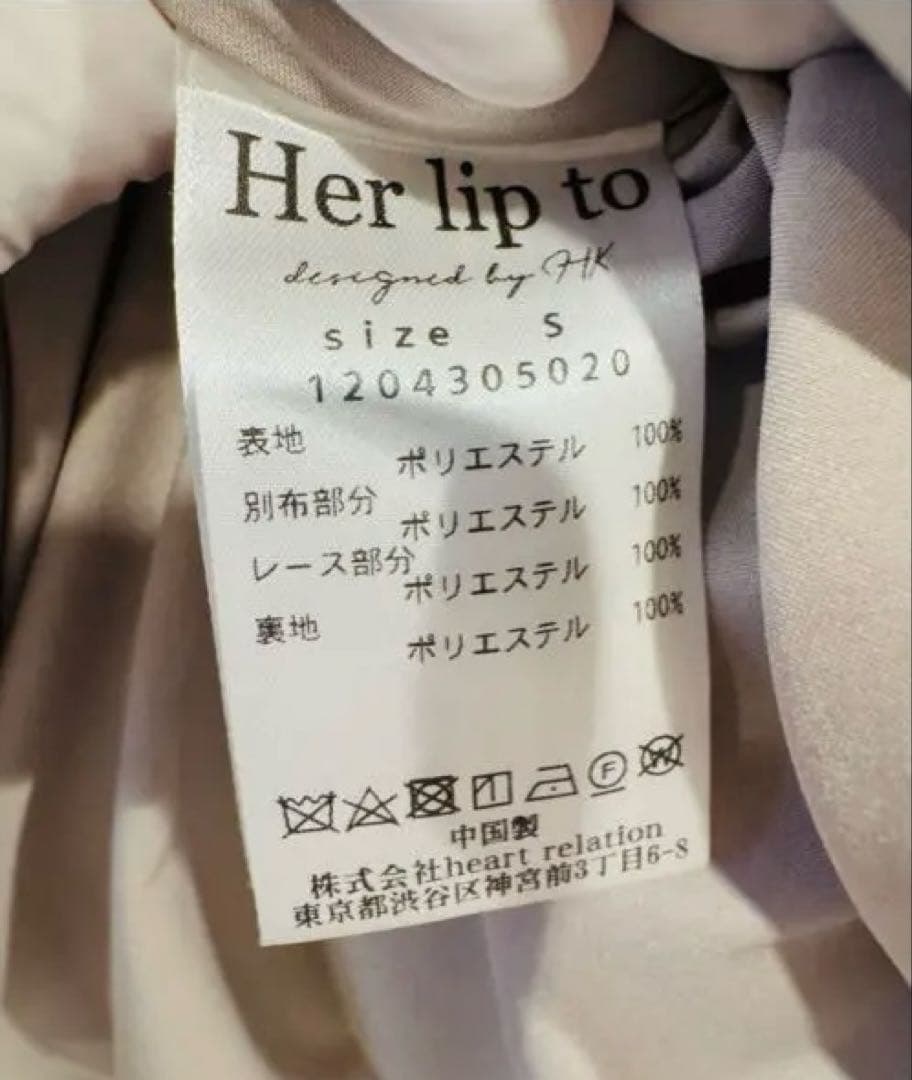 Her lip to
designed by HK
size S
1204305020
表地 ポリエステル 100%
別布部分 ポリエステル 100%
レース部分 ポリエステル 100%
裏地 ポリエステル 100%
F W
中国製
株式会社heart relation
東京都渋谷区神宮前3丁目6-8